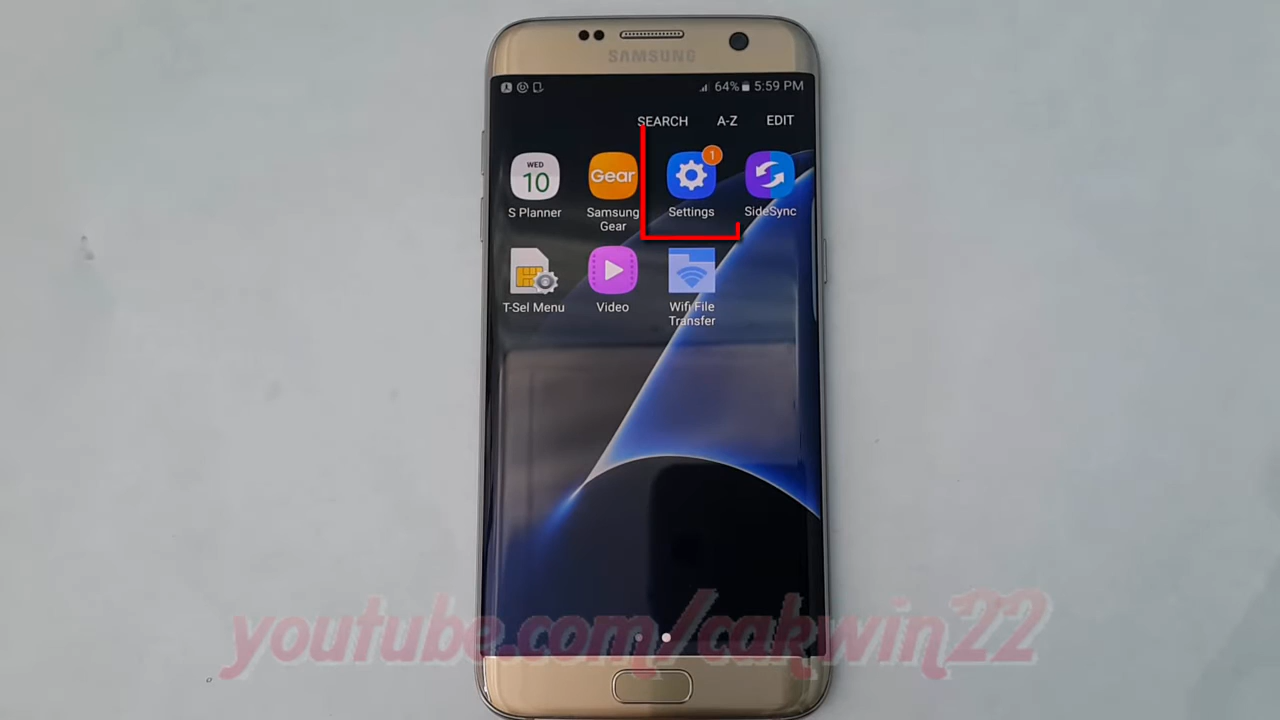 SAMSUNG
64% 5:59 PM
SEARCH A-Z EDIT
WED
10
Gear
1
S Planner
Samsung
Gear
Settings
SideSync
T-Sel Menu
Video
Wifi File
Transfer
youtube.com/cakwin22